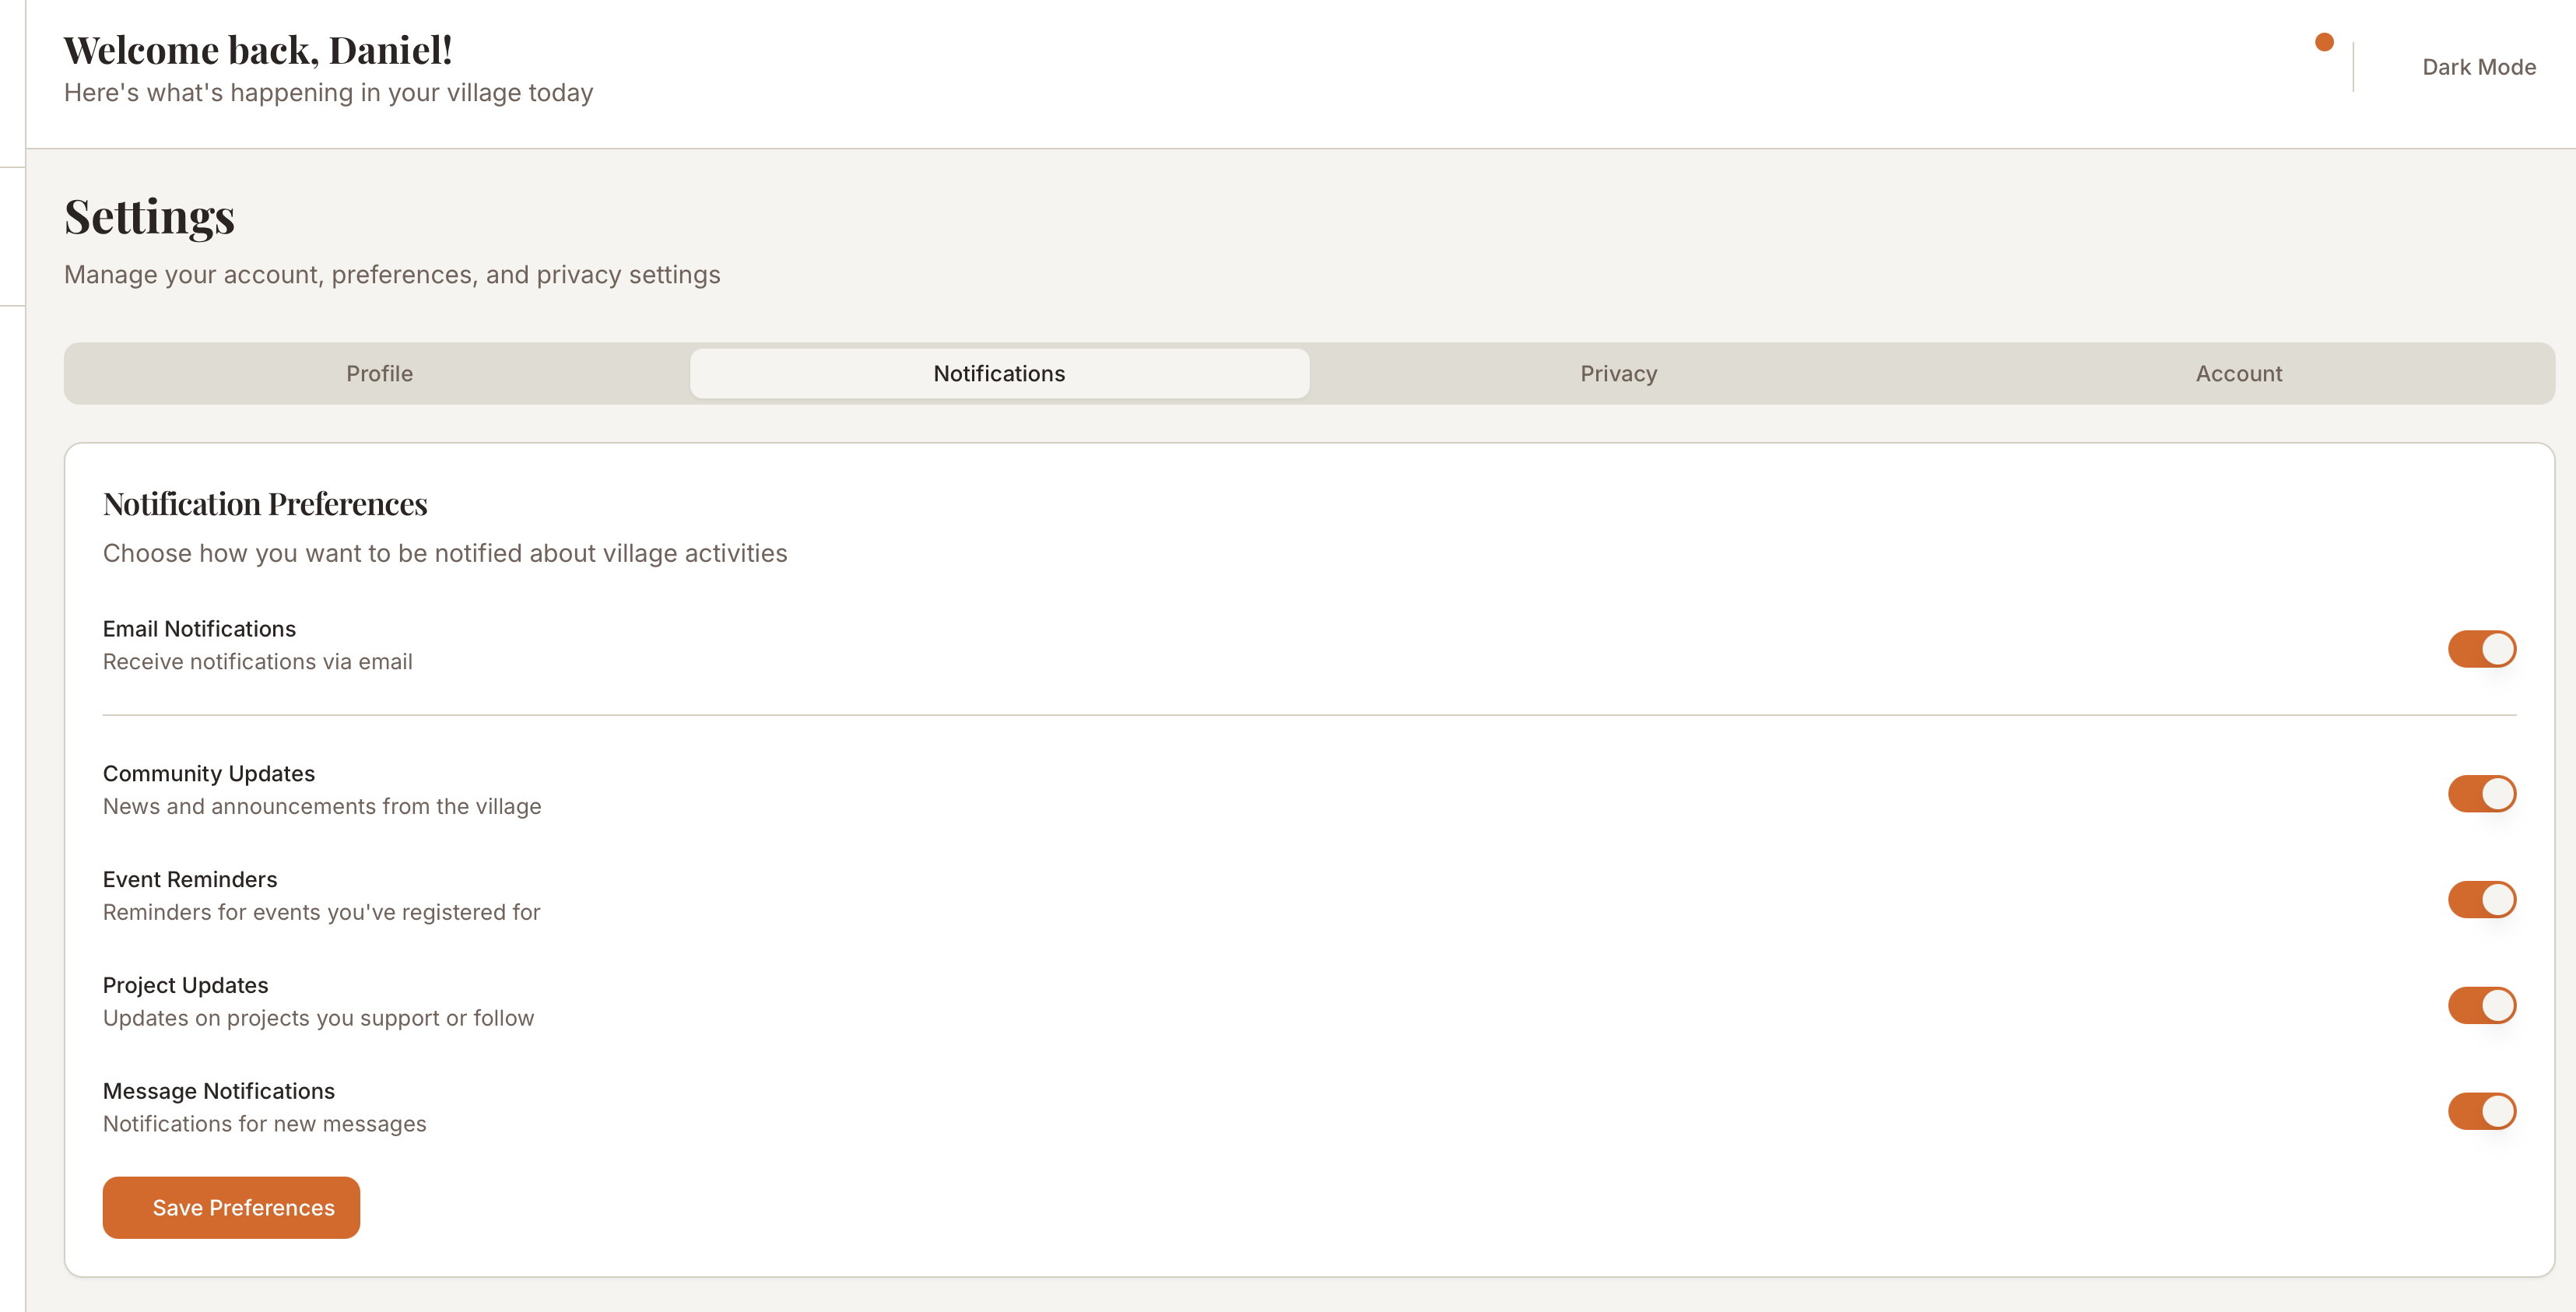 Welcome back, Daniel!
Here's what's happening in your village today
Dark Mode
Settings
Manage your account, preferences, and privacy settings
Profile
Notifications
Privacy
Account
Notification Preferences
Choose how you want to be notified about village activities
Email Notifications
Receive notifications via email
Community Updates
News and announcements from the village
Event Reminders
Reminders for events you've registered for
Project Updates
Updates on projects you support or follow
Message Notifications
Notifications for new messages
Save Preferences